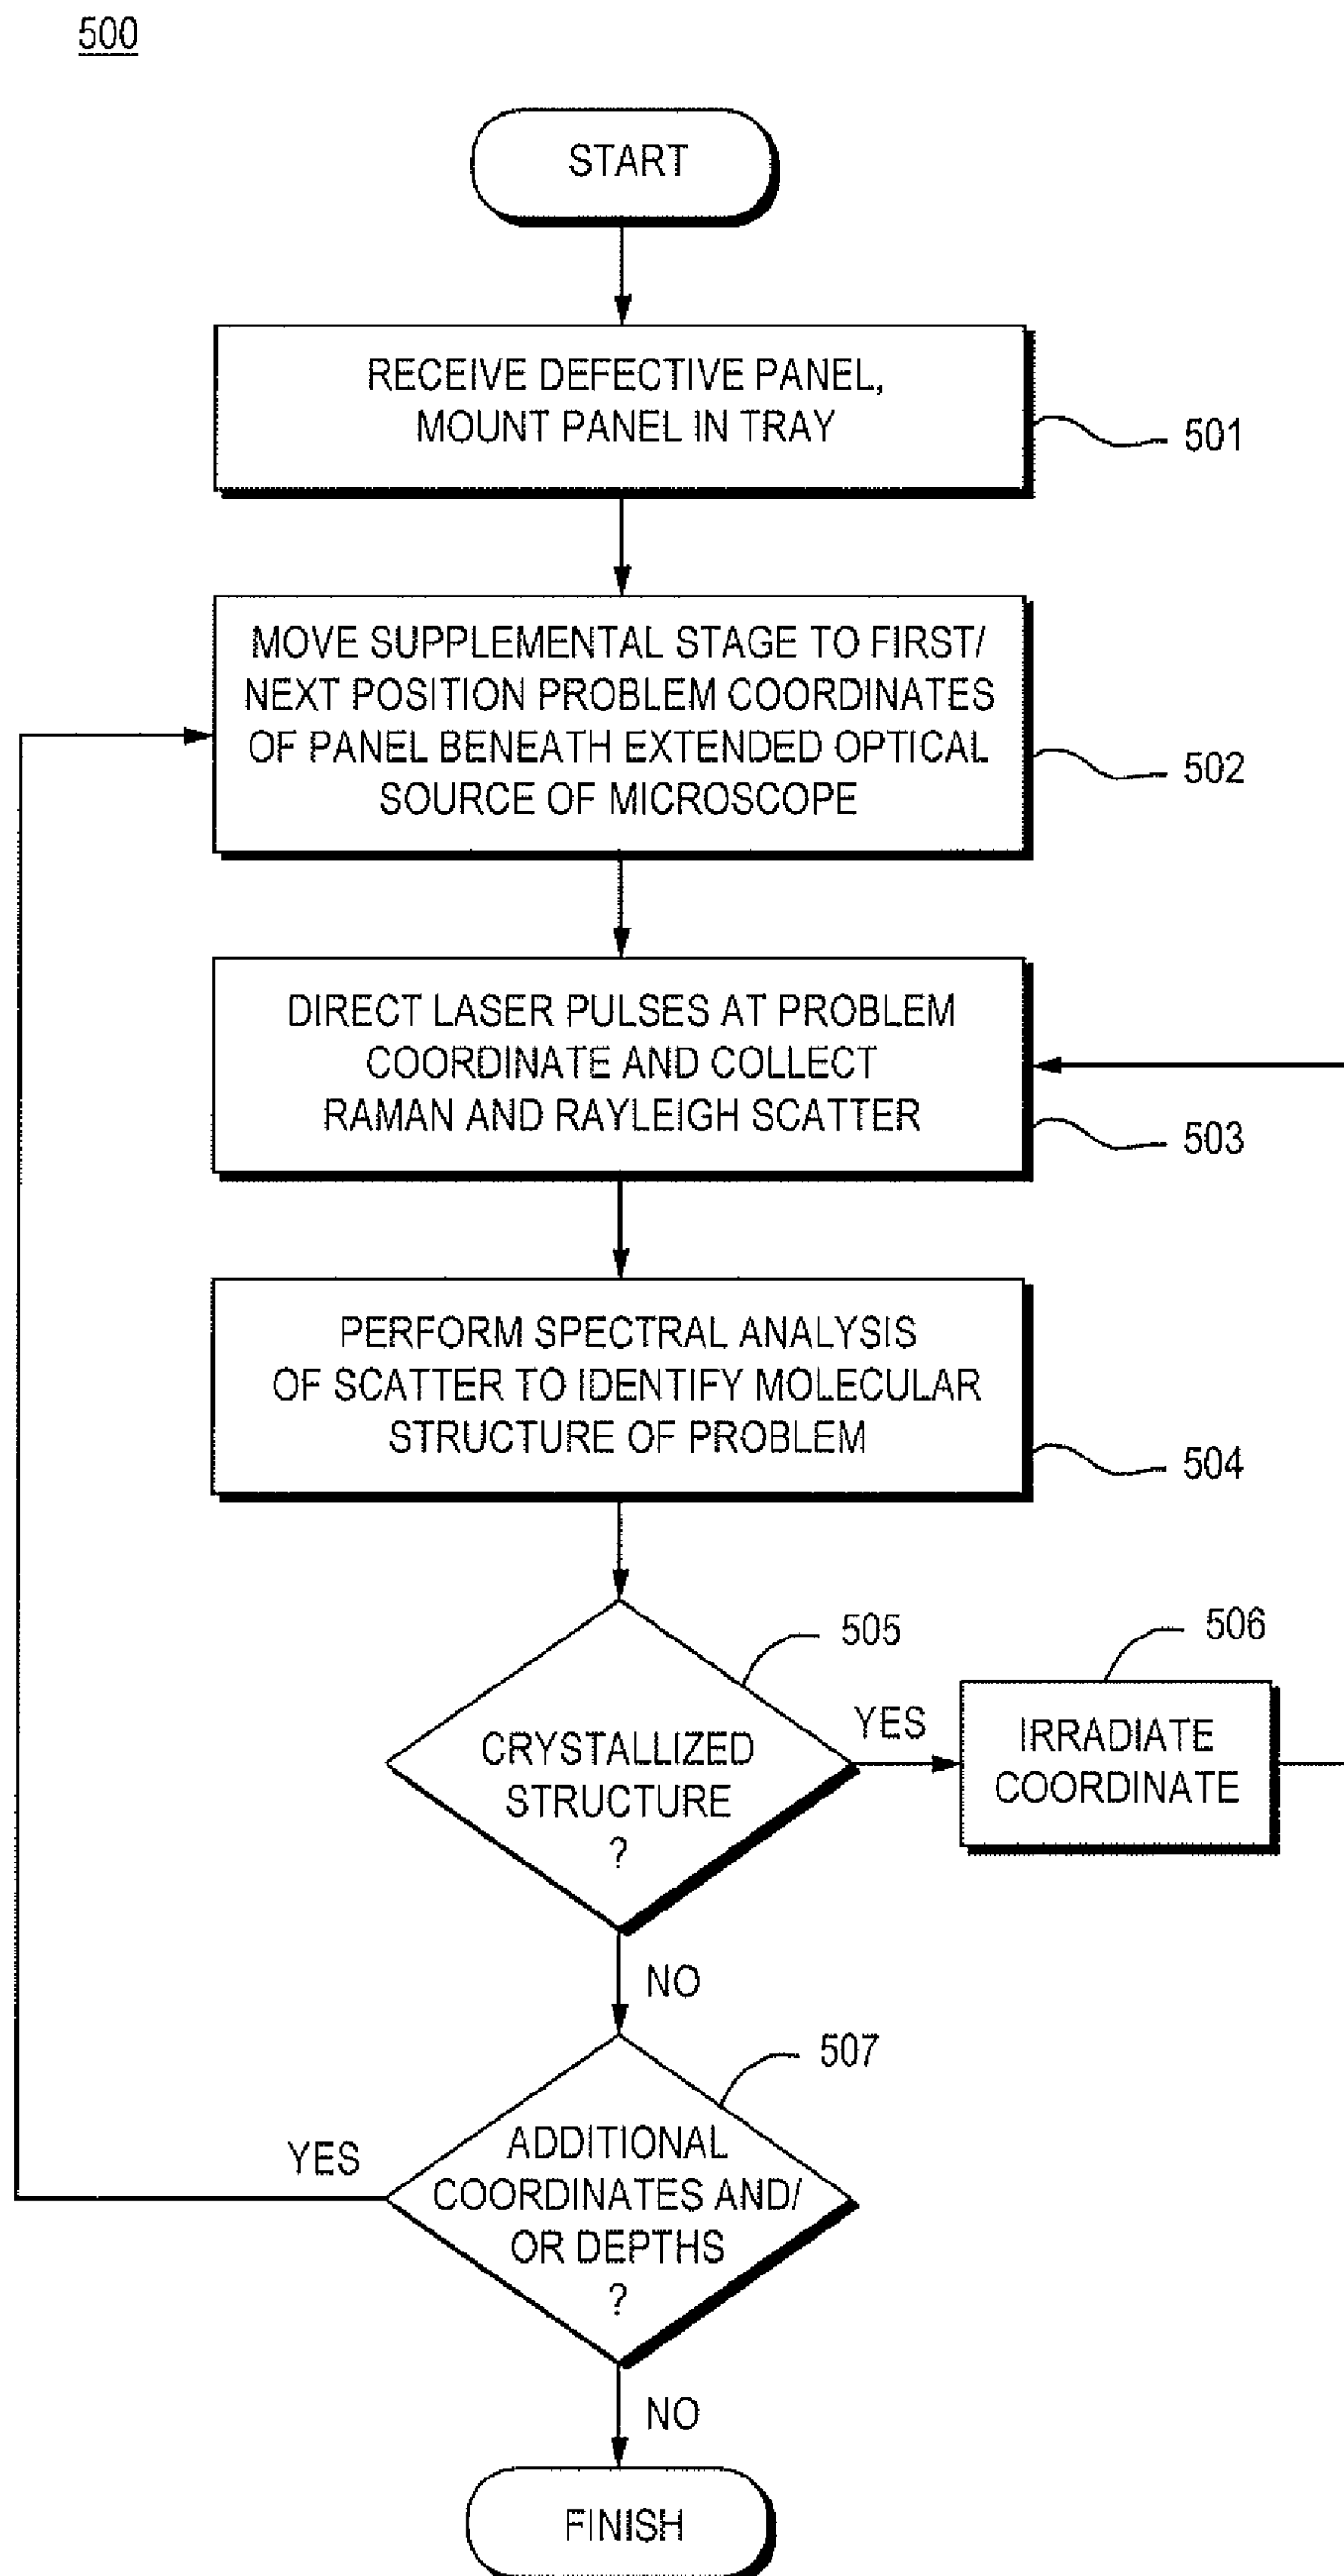 500
START
RECEIVE DEFECTIVE PANEL,
MOUNT PANEL IN TRAY
501
MOVE SUPPLEMENTAL STAGE TO FIRST/
NEXT POSITION PROBLEM COORDINATES
OF PANEL BENEATH EXTENDED OPTICAL
SOURCE OF MICROSCOPE
502
DIRECT LASER PULSES AT PROBLEM
COORDINATE AND COLLECT
RAMAN AND RAYLEIGH SCATTER
503
PERFORM SPECTRAL ANALYSIS
OF SCATTER TO IDENTIFY MOLECULAR
STRUCTURE OF PROBLEM
504
505
CRYSTALLIZED
STRUCTURE
?
YES
506
IRRADIATE
COORDINATE
NO
507
ADDITIONAL
COORDINATES AND/
OR DEPTHS
?
YES
NO
FINISH